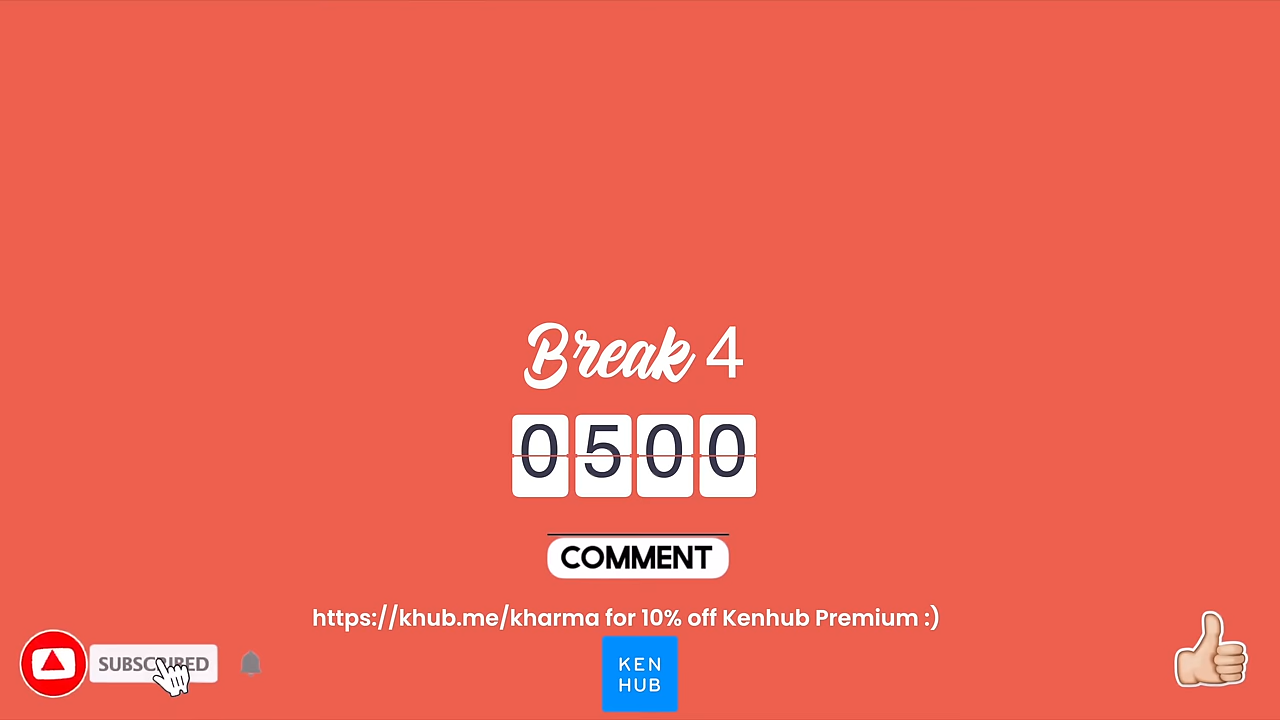 Break 4
0500
COMMENT
https://khub.me/kharma for 10% off Kenhub Premium :)
SUBSCRIBED
KEN
HUB